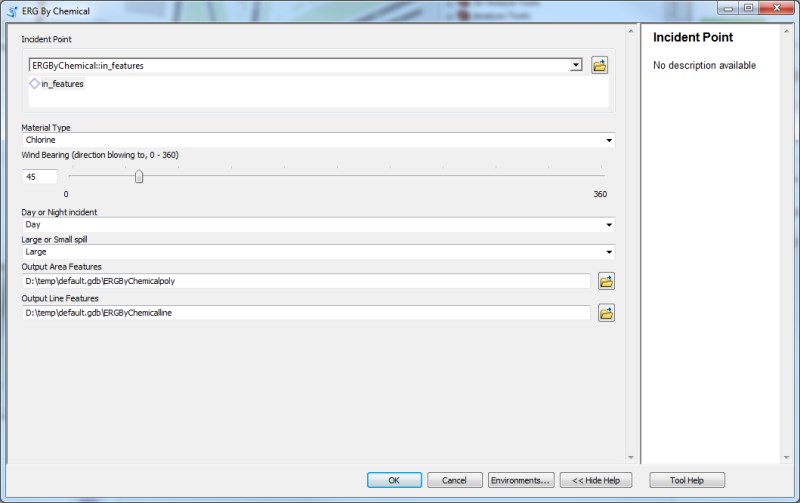 ERG By Chemical
Incident Point
ERGByChemical::in_features
in_features
Material Type
Chlorine
Wind Bearing (direction blowing to, 0 - 360)
45
0 360
Day or Night incident
Day
Large or Small spill
Large
Output Area Features
D:\temp\default.gdb\ERGByChemicalpoly
Output Line Features
D:\temp\default.gdb\ERGByChemicalline
OK Cancel Environments... << Hide Help Tool Help
Incident Point
No description available